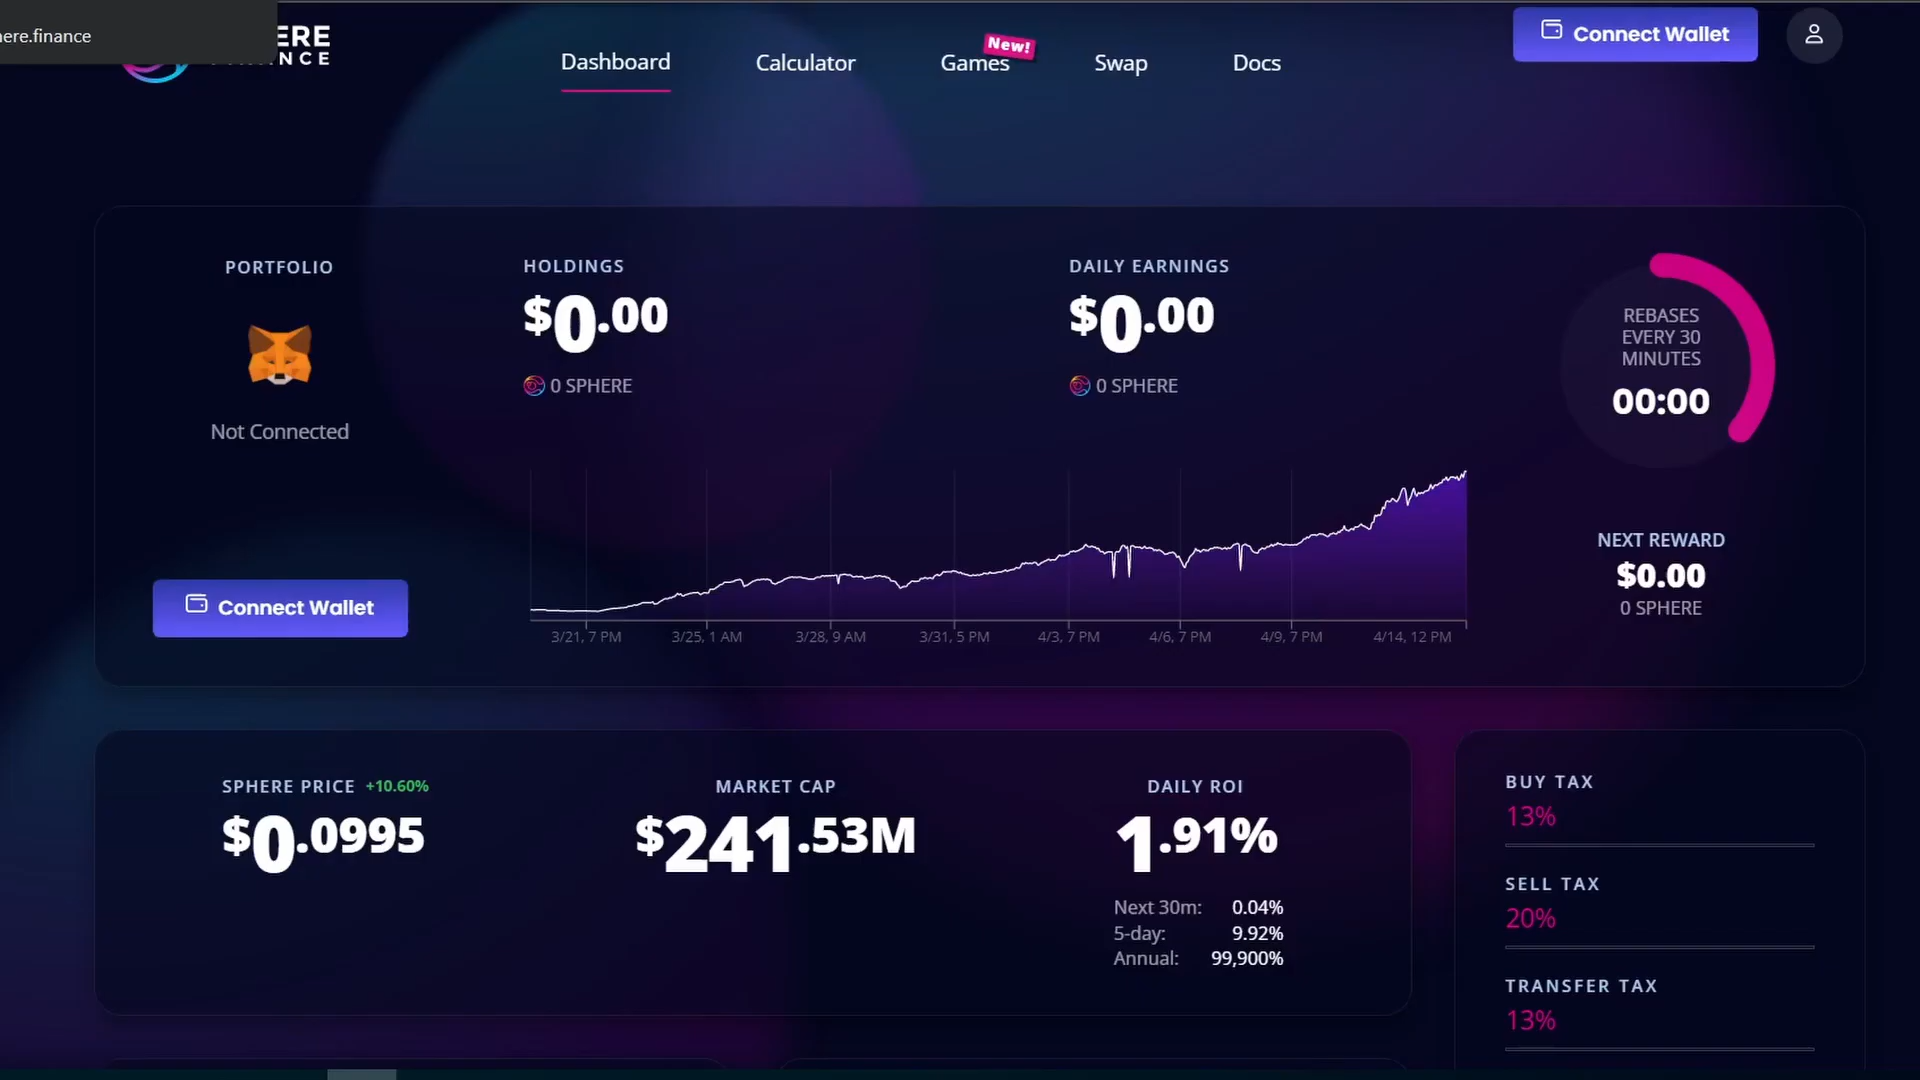 here.finance
ERE
NCE
Dashboard
Calculator
Games
New!
Swap
Docs
Connect Wallet
PORTFOLIO
Not Connected
Connect Wallet
HOLDINGS
$0.00
0 SPHERE
DAILY EARNINGS
$0.00
0 SPHERE
REBASES
EVERY 30
MINUTES
00:00
NEXT REWARD
$0.00
0 SPHERE
3/21, 7 PM
3/25, 1 AM
3/28, 9 AM
3/31, 5 PM
4/3, 7 PM
4/6, 7 PM
4/9, 7 PM
4/14, 12 PM
SPHERE PRICE +10.60%
$0.0995
MARKET CAP
$241.53M
DAILY ROI
1.91%
Next 30m: 0.04%
5-day: 9.92%
Annual: 99,900%
BUY TAX
13%
SELL TAX
20%
TRANSFER TAX
13%